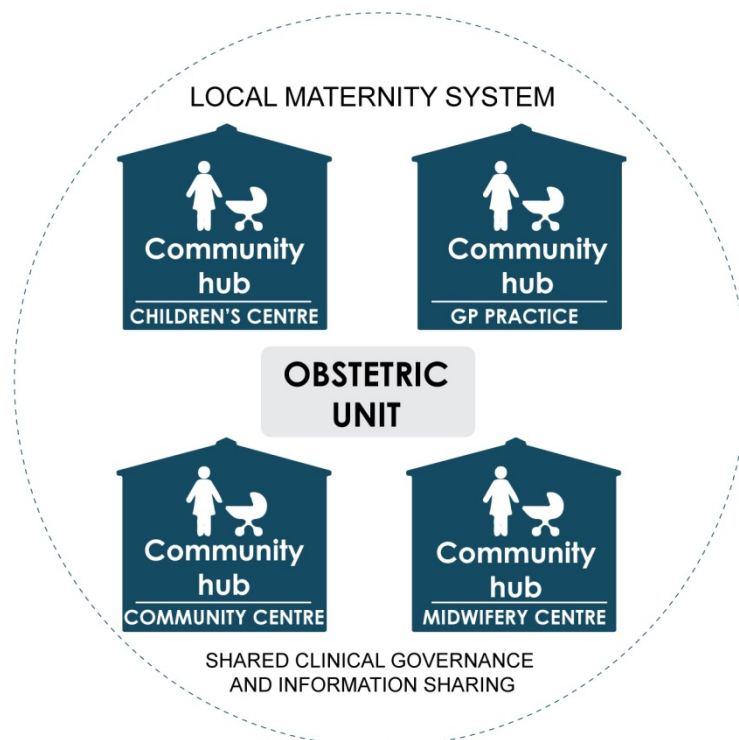 LOCAL MATERNITY SYSTEM
Community
hub
CHILDREN'S CENTRE
Community
hub
GP PRACTICE
OBSTETRIC
UNIT
Community
hub
COMMUNITY CENTRE
Community
hub
MIDWIFERY CENTRE
SHARED CLINICAL GOVERNANCE
AND INFORMATION SHARING